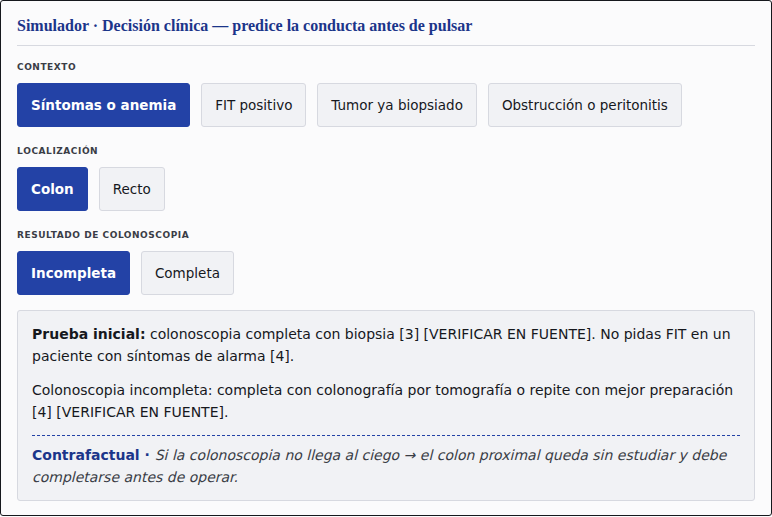 Simulador · Decisión clínica — predice la conducta antes de pulsar
CONTEXTO
Síntomas o anemia
FIT positivo
Tumor ya biopsiado
Obstrucción o peritonitis
LOCALIZACIÓN
Colon
Recto
RESULTADO DE COLONOSCOPIA
Incompleta
Completa
Prueba inicial: colonoscopia completa con biopsia [3] [VERIFICAR EN FUENTE]. No pidas FIT en un
paciente con síntomas de alarma [4].
Colonoscopia incompleta: completa con colonografía por tomografía o repite con mejor preparación
[4] [VERIFICAR EN FUENTE].
Contrafactual · Si la colonoscopia no llega al ciego → el colon proximal queda sin estudiar y debe
completarse antes de operar.